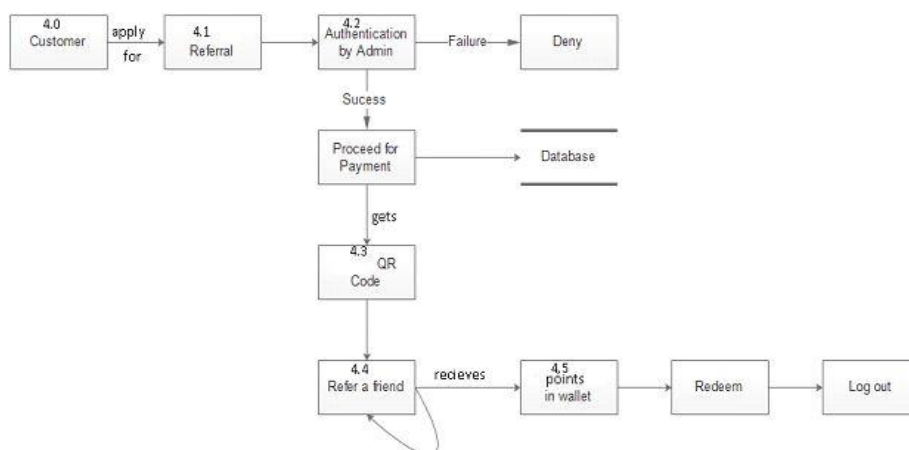 4.0
Customer
apply
for
4.1
Referral
4.2
Authentication
by Admin
Failure
Deny
Sucess
Proceed for
Payment
Database
gets
4.3 QR
Code
4.4
Refer a friend
recieves
4.5
points
in wallet
Redeem
Log out